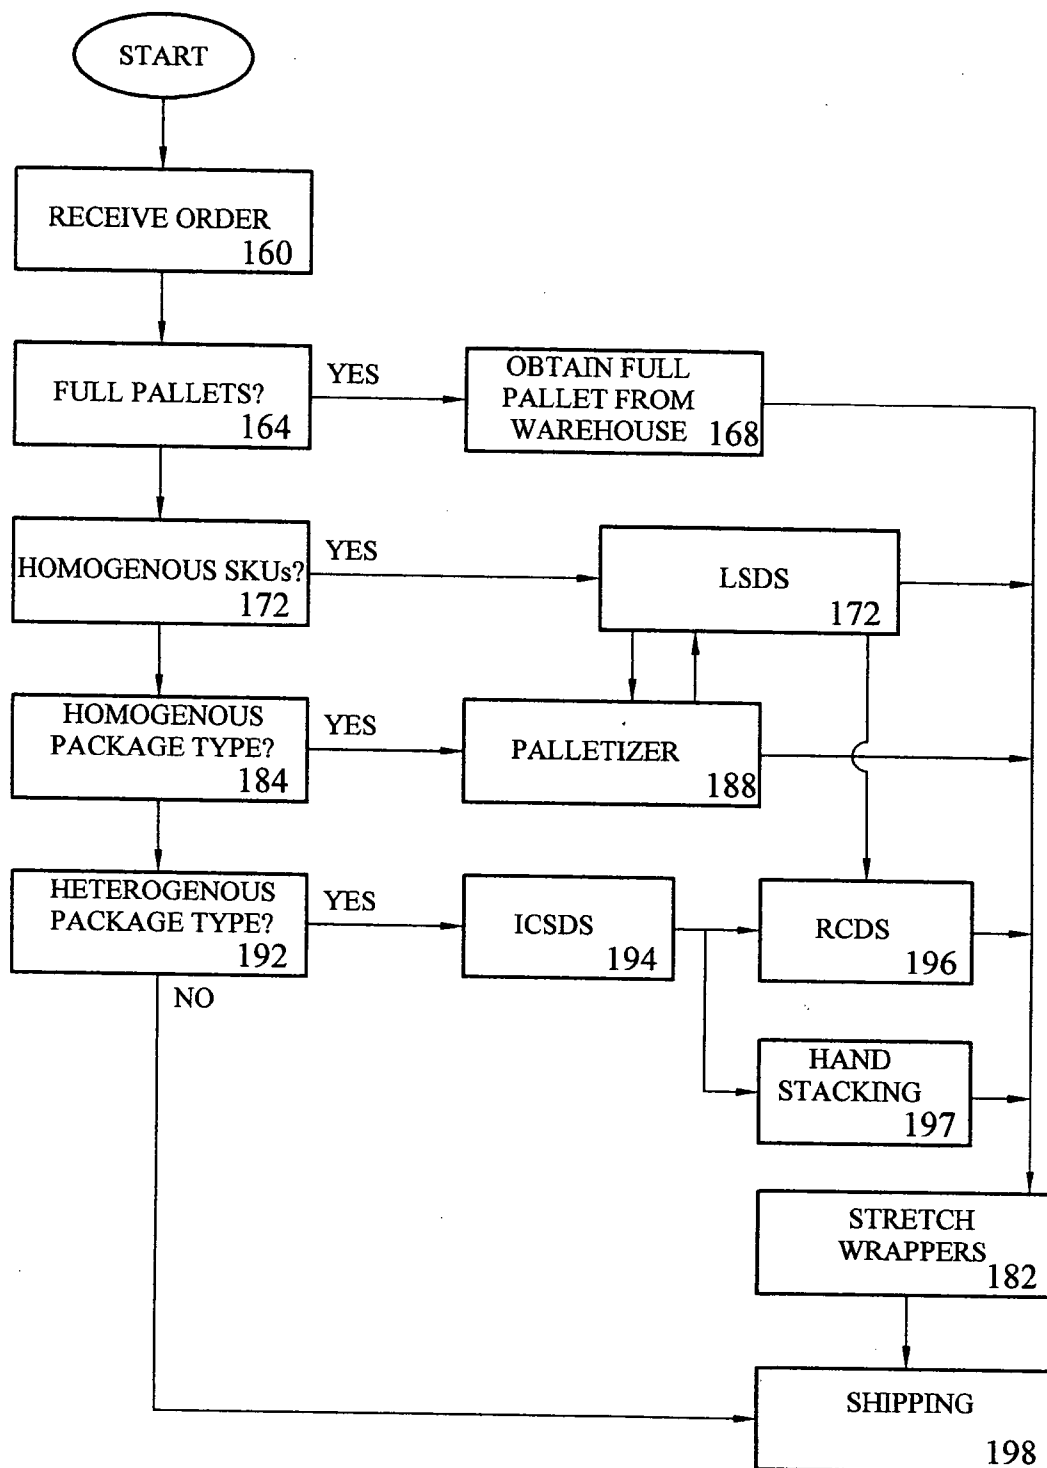 START
RECEIVE ORDER
160
FULL PALLETS?
164
YES
OBTAIN FULL
PALLET FROM
WAREHOUSE 168
HOMOGENOUS SKUs?
172
YES
LSDS
172
HOMOGENOUS
PACKAGE TYPE?
184
YES
PALLETIZER
188
HETEROGENOUS
PACKAGE TYPE?
192
YES
NO
ICSDS
194
RCDS
196
HAND
STACKING
197
STRETCH
WRAPPERS
182
SHIPPING
198